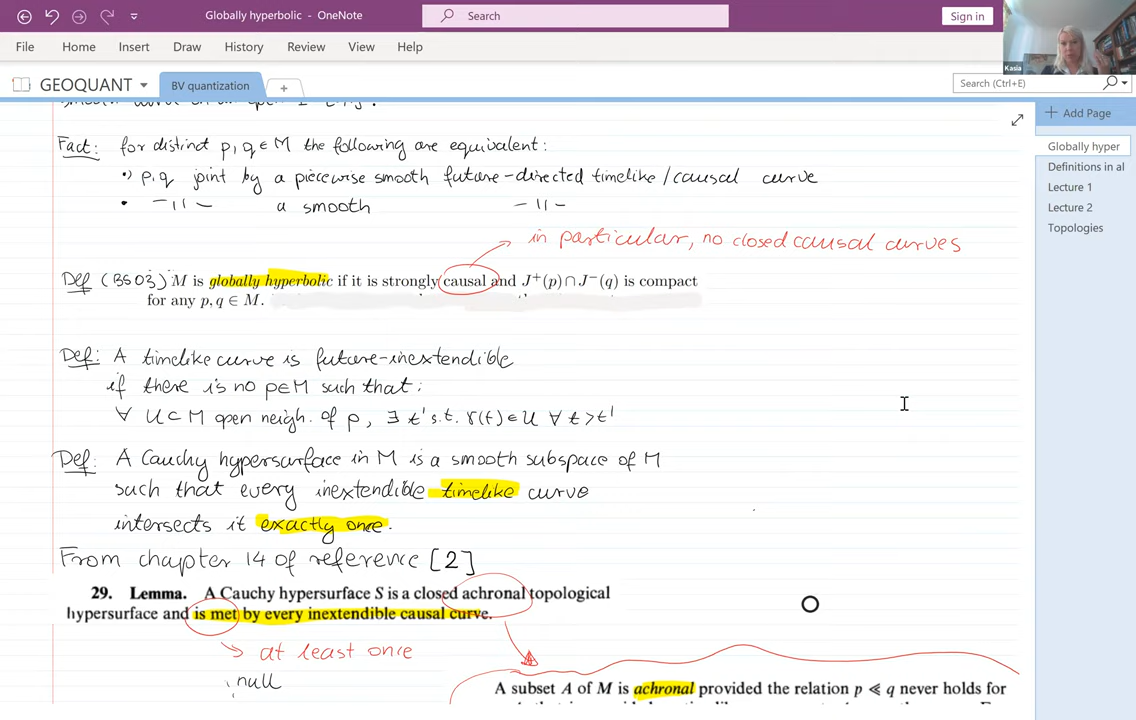 Globally hyperbolic - OneNote
Search
Sign in
Kasia
File Home Insert Draw History Review View Help
GEOQUANT
BV quantization
Search (Ctrl+E)
Add Page
Globally hyper
Definitions in al
Lecture 1
Lecture 2
Topologies
smooth curve on an open
Fact: for distinct p, q ∈ M the following are equivalent:
•) p, q joint by a piecewise smooth future-directed timelike/causal curve
• —||— a smooth —||—
in particular, no closed causal curves
Def (BS03) M is globally hyperbolic if it is strongly causal and J⁺(p) ∩ J⁻(q) is compact
for any p, q ∈ M.
Def: A timelike curve is future-inextendible
if there is no p∈M such that:
∀ U⊂M open neigh. of p, ∃ t' s.t. γ(t) ∈ U ∀ t > t'
Def: A Cauchy hypersurface in M is a smooth subspace of M
such that every inextendible timelike curve
intersects it exactly once.
From chapter 14 of reference [2]
29. Lemma. A Cauchy hypersurface S is a closed achronal topological
hypersurface and is met by every inextendible causal curve.
at least once
null
A subset A of M is achronal provided the relation p ≪ q never holds for